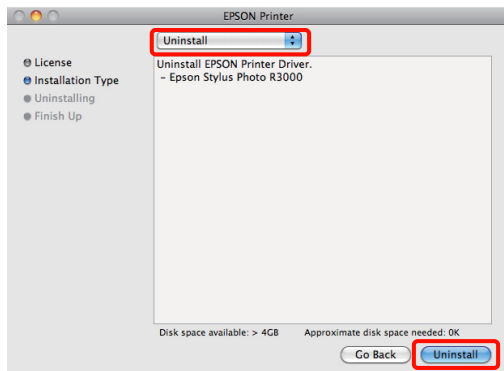 EPSON Printer
Uninstall
License
Installation Type
Uninstalling
Finish Up
Uninstall EPSON Printer Driver.
- Epson Stylus Photo R3000
Disk space available: > 4GB Approximate disk space needed: 0K
Go Back Uninstall